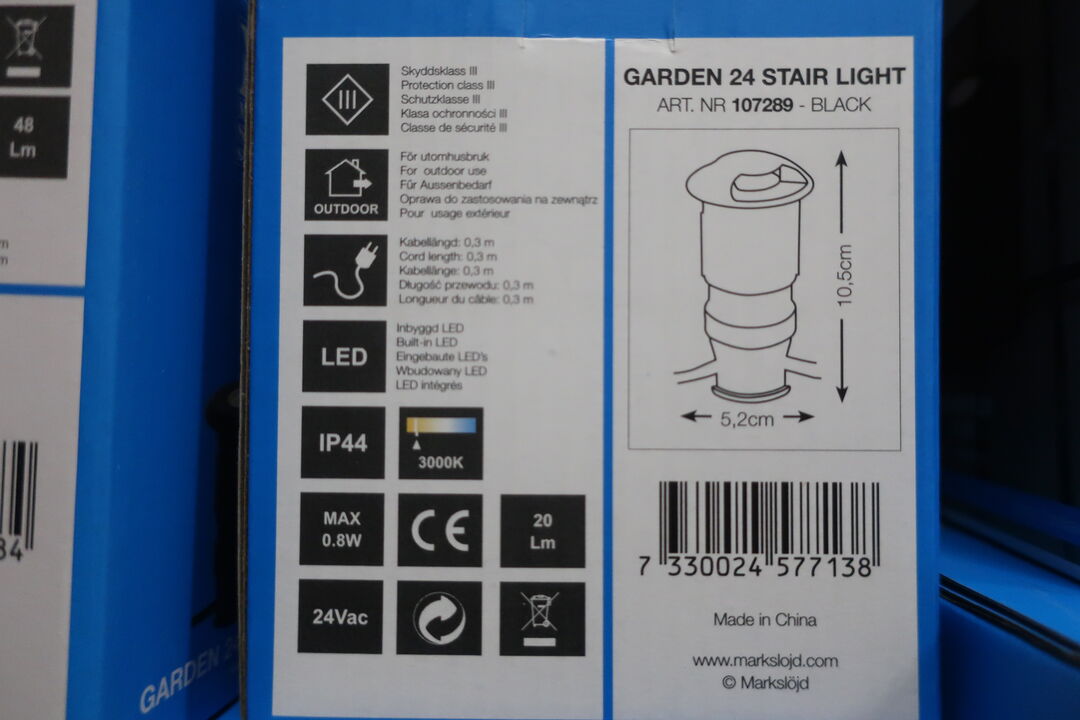 48
Lm
34
GARDEN 2
III
Skyddsklass III
Protection class III
Schutzklasse III
Klasa ochronności III
Classe de sécurité III
OUTDOOR
För utomhusbruk
For outdoor use
Für Aussenbedarf
Oprawa do zastosowania na zewnątrz
Pour usage extérieur
Kabellängd: 0,3 m
Cord length: 0,3 m
Kabellänge: 0,3 m
Długość przewodu: 0,3 m
Longueur du câble: 0,3 m
LED
Inbyggd LED
Built-in LED
Eingebaute LED's
Wbudowany LED
LED intégrés
IP44
3000K
MAX
0.8W
CE
20
Lm
24Vac
GARDEN 24 STAIR LIGHT
ART. NR 107289 - BLACK
10,5cm
5,2cm
7 330024 577138
Made in China
www.markslojd.com
© Markslöjd